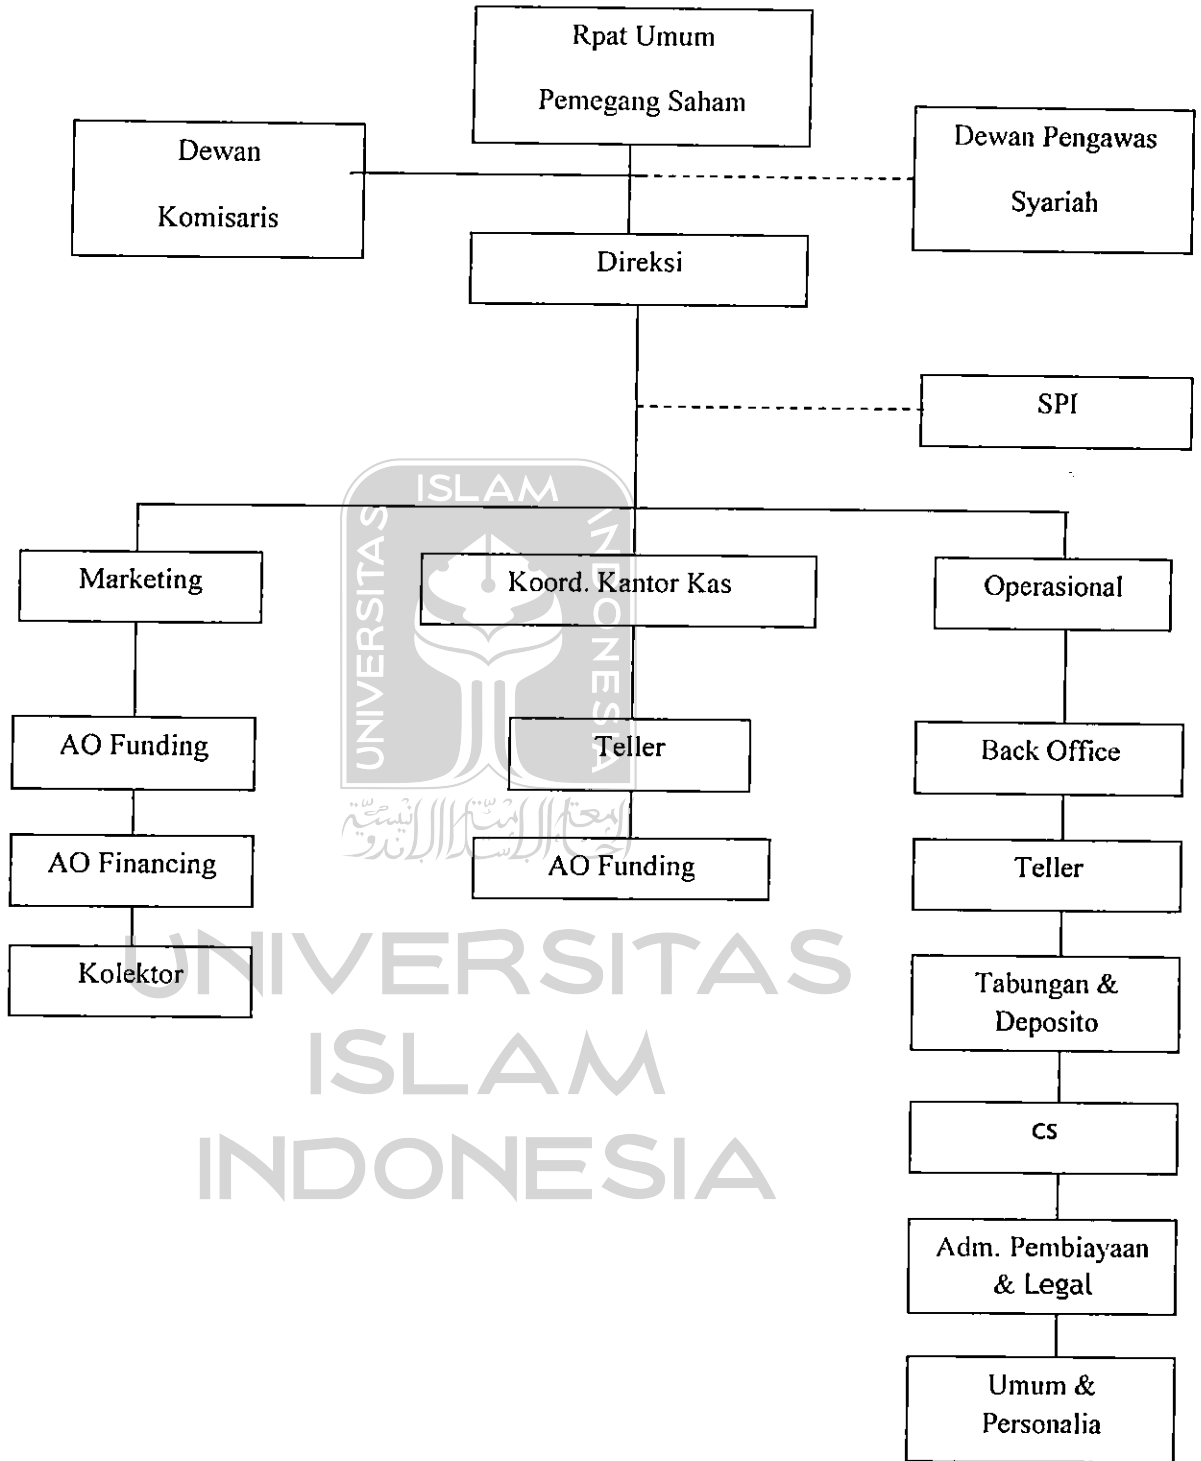 Rpat Umum
Pemegang Saham
Dewan
Komisaris
Dewan Pengawas
Syariah
Direksi
SPI
Marketing
Koord. Kantor Kas
Operasional
AO Funding
Teller
Back Office
AO Financing
AO Funding
Teller
Kolektor
Tabungan &
Deposito
CS
Adm. Pembiayaan
& Legal
Umum &
Personalia
UNIVERSITAS
ISLAM
INDONESIA
UNIVERSITAS
ISLAM
INDONESIA